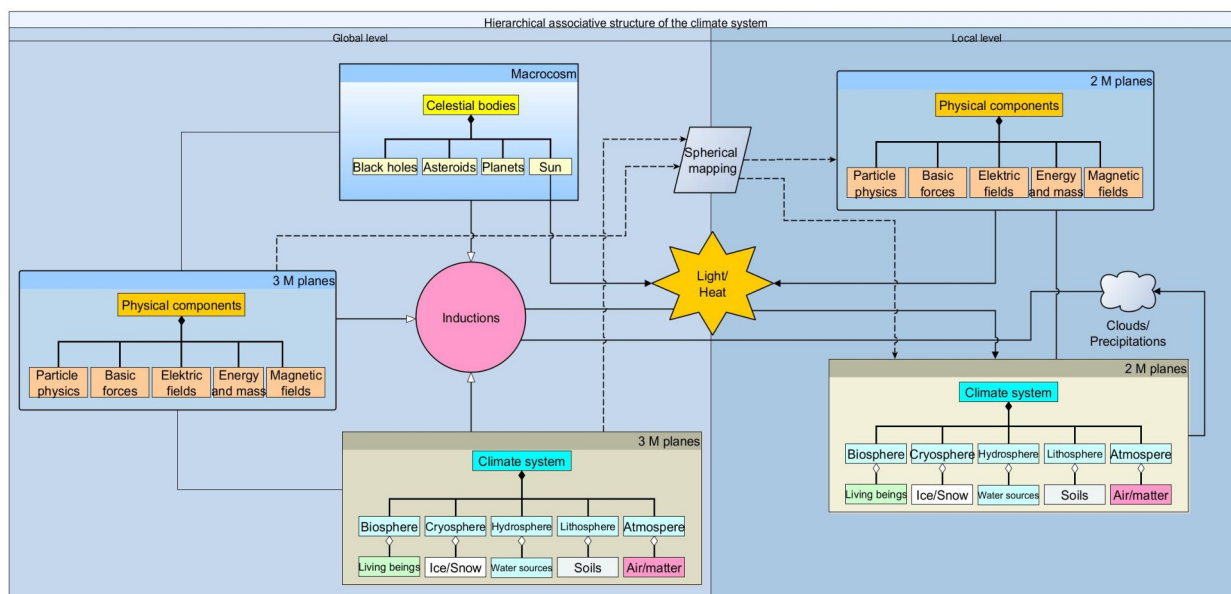 Hierarchical associative structure of the climate system
Global level
Local level
Macrocosm
Celestial bodies
Black holes
Asteroids
Planets
Sun
2 M planes
Physical components
Particle
physics
Basic
forces
Elektric
fields
Energy
and mass
Magnetic
fields
Spherical
mapping
3 M planes
Physical components
Particle
physics
Basic
forces
Elektric
fields
Energy
and mass
Magnetic
fields
Inductions
Light/
Heat
Clouds/
Precipitations
2 M planes
Climate system
Biosphere
Cryosphere
Hydrosphere
Lithosphere
Atmospere
Living beings
Ice/Snow
Water sources
Soils
Air/matter
3 M planes
Climate system
Biosphere
Cryosphere
Hydrosphere
Lithosphere
Atmospere
Living beings
Ice/Snow
Water sources
Soils
Air/matter